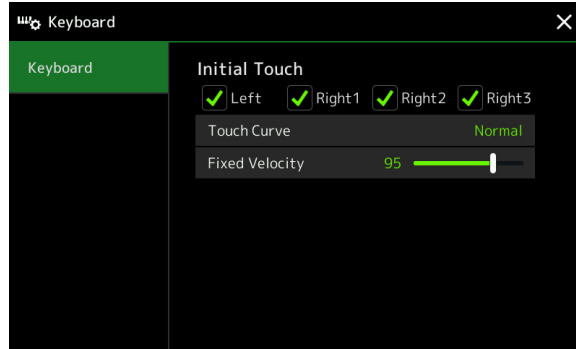 Keyboard
Keyboard
Initial Touch
Left Right1 Right2 Right3
Touch Curve Normal
Fixed Velocity 95